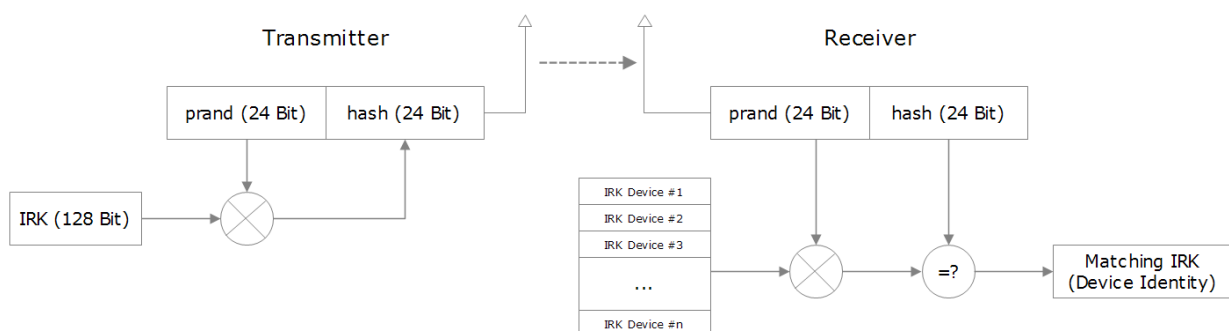 Transmitter
Receiver
prand (24 Bit)
hash (24 Bit)
prand (24 Bit)
hash (24 Bit)
IRK (128 Bit)
IRK Device #1
IRK Device #2
IRK Device #3
...
IRK Device #n
=?
Matching IRK
(Device Identity)